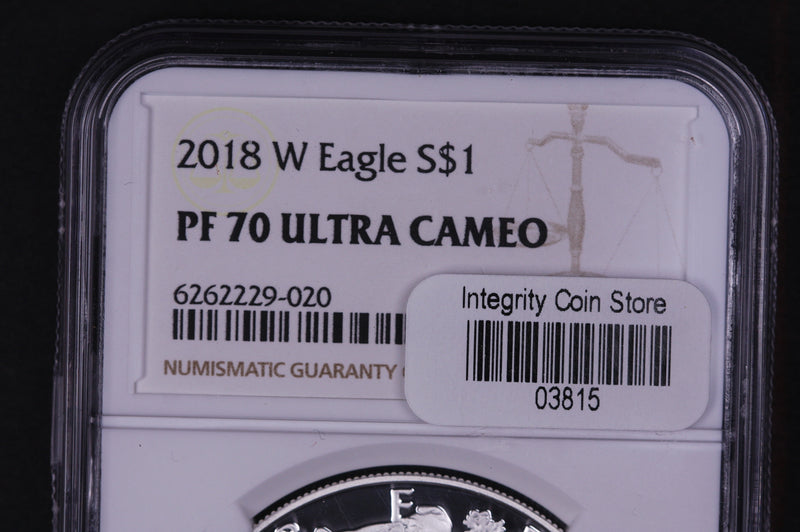 2018 W Eagle S$1
PF 70 ULTRA CAMEO
6262229-020
NUMISMATIC GUARANTY
Integrity Coin Store
03815
E